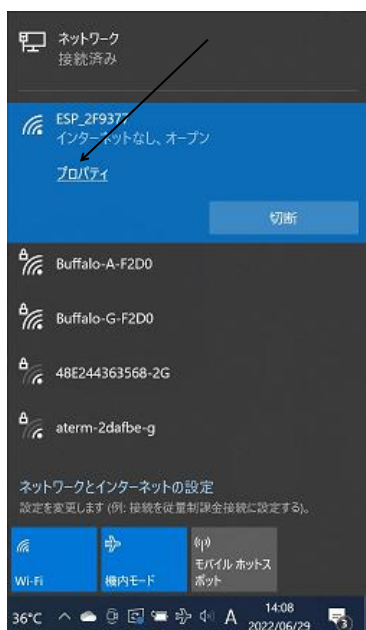 ネットワーク
接続済み
ESP_2F9377
インターネットなし、オープン
プロパティ
切断
Buffalo-A-F2D0
Buffalo-G-F2D0
48E244363568-2G
aterm-2dafbe-g
ネットワークとインターネットの設定
設定を変更します (例: 接続を従量制課金接続に設定する)。
Wi-Fi
機内モード
モバイル ホットス
ポット
14:08
36°C A 2022/06/29 3